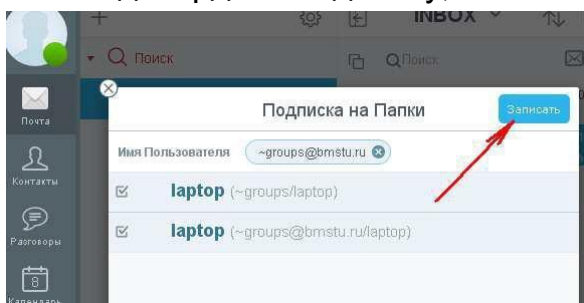 INBOX
Поиск
Поиск
Почта
Подписка на Папки
Записать
Имя Пользователя
~groups@bmstu.ru
Контакты
laptop (~groups/laptop)
laptop (~groups@bmstu.ru/laptop)
Разговоры
8
Календарь